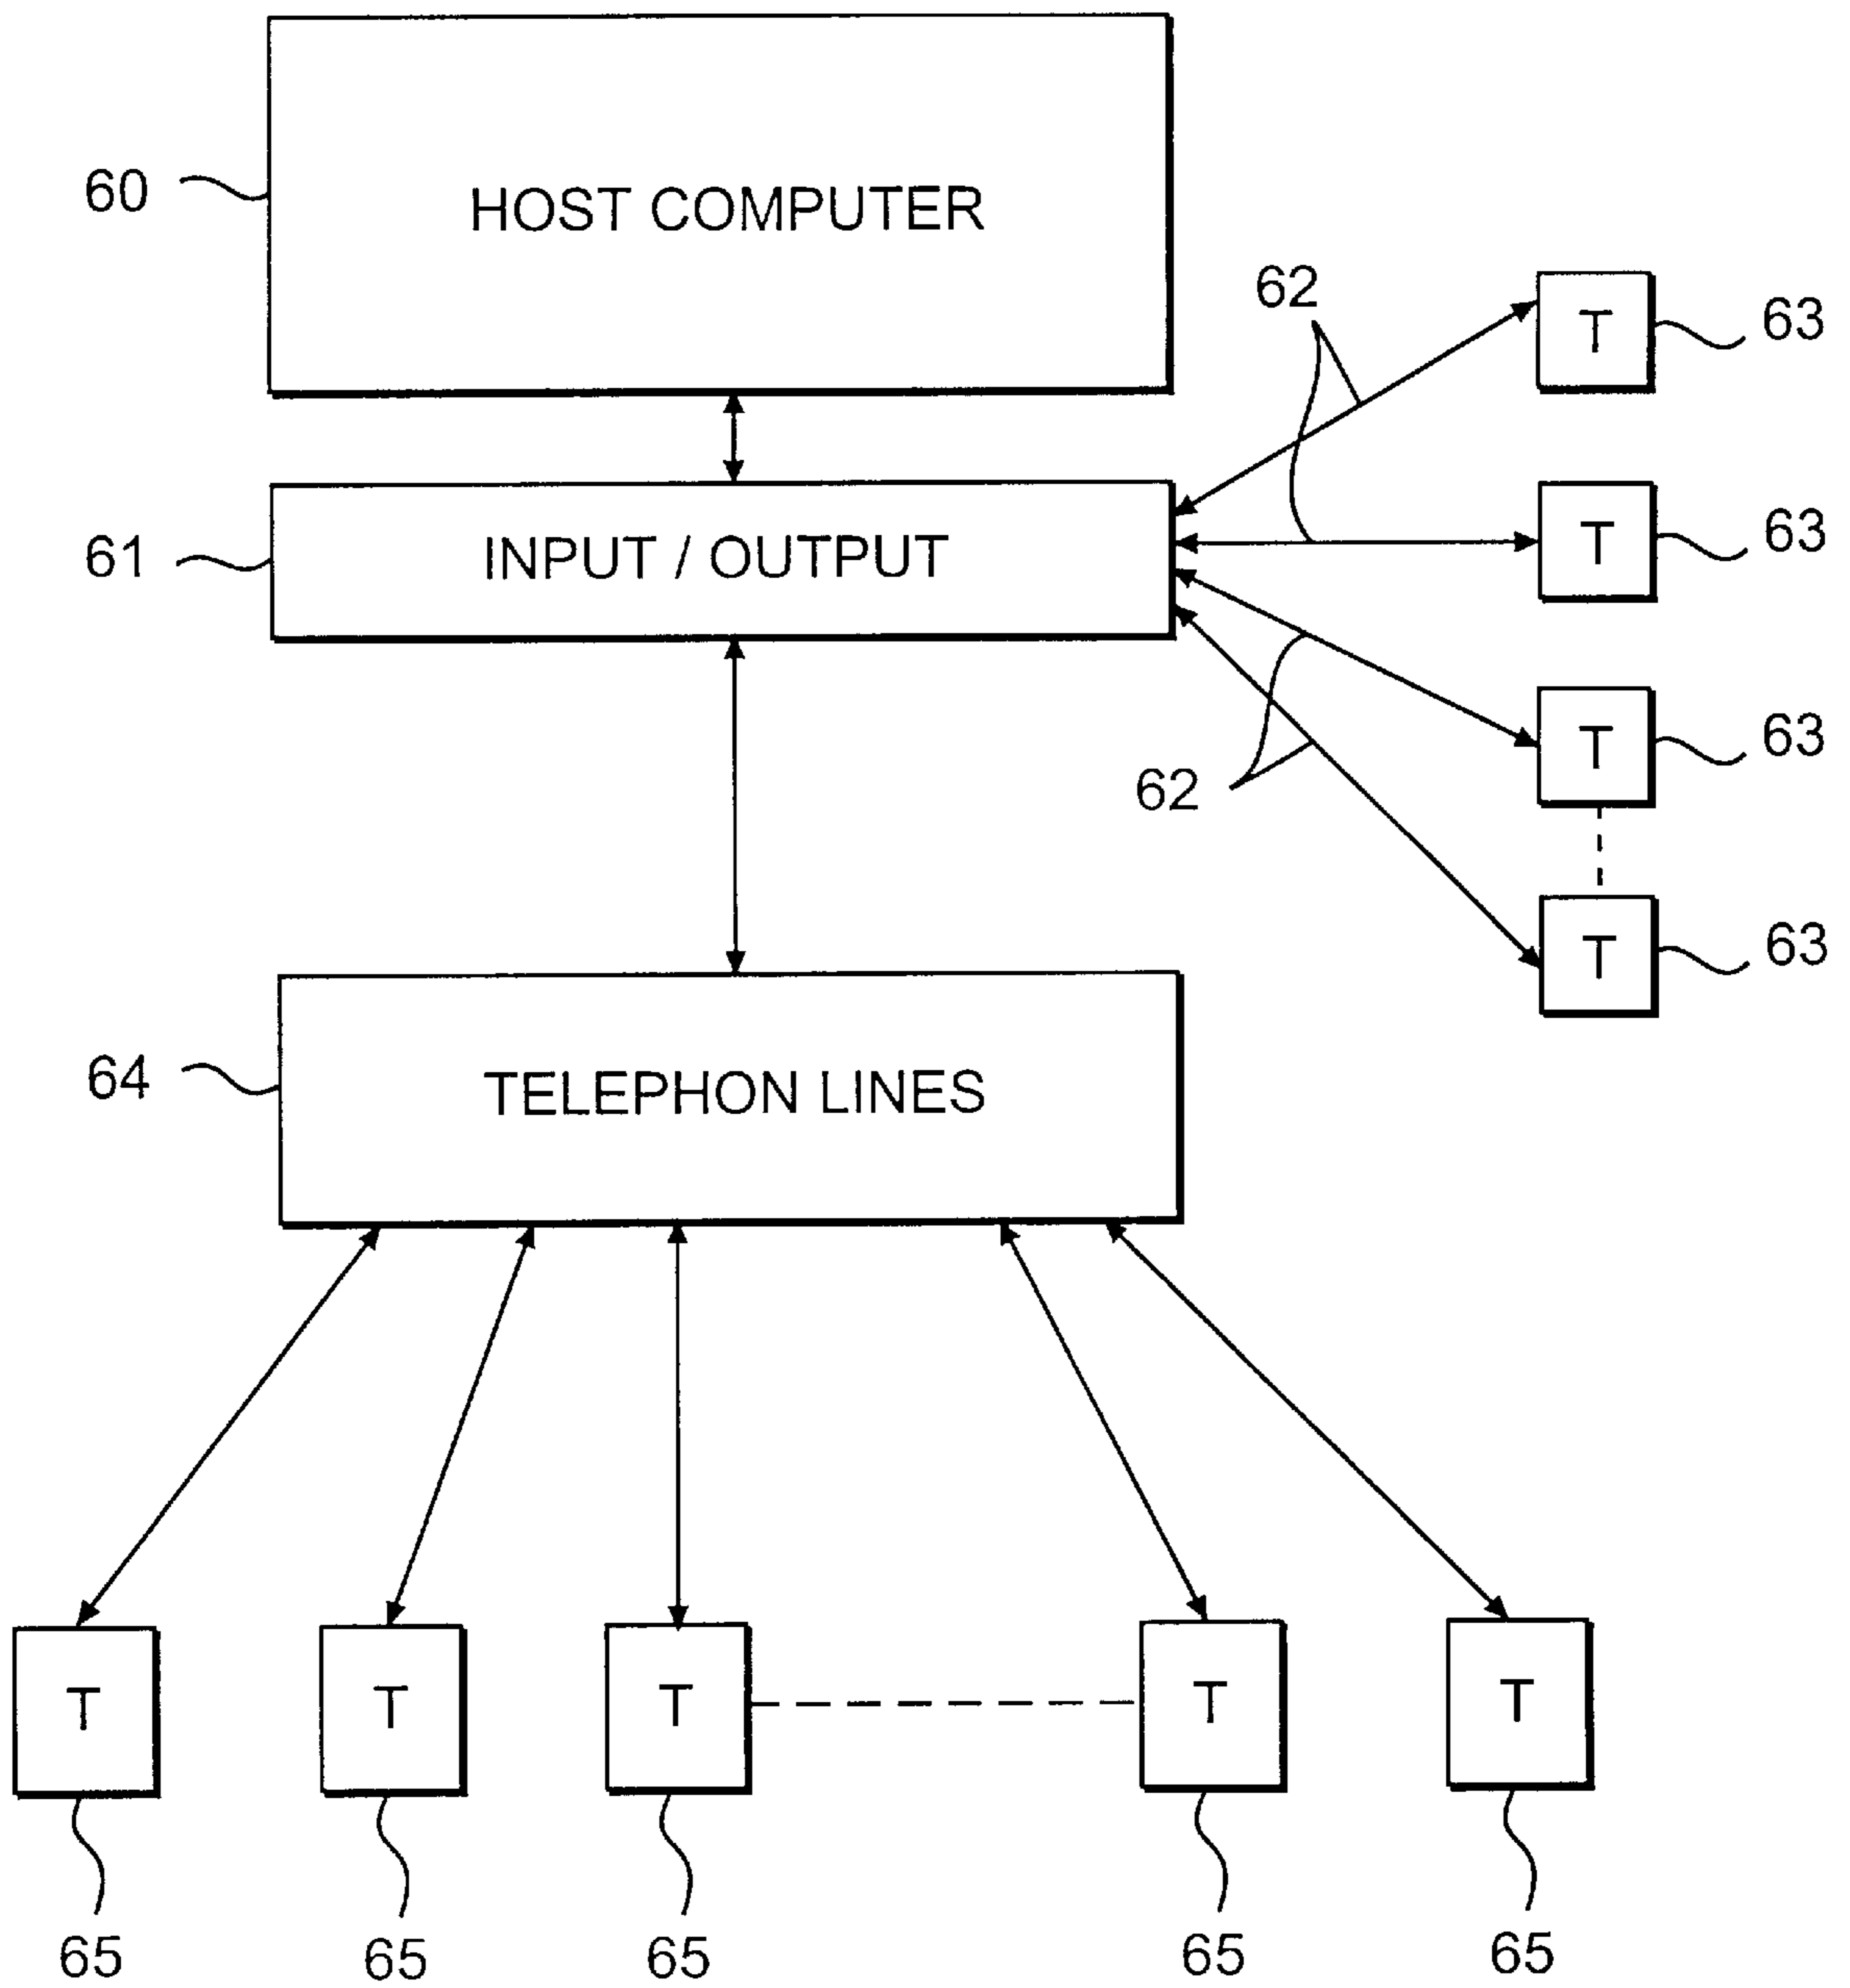 60
HOST COMPUTER
62
T
63
61
INPUT / OUTPUT
T
63
62
T
63
T
63
64
TELEPHON LINES
T
T
T
T
T
65
65
65
65
65